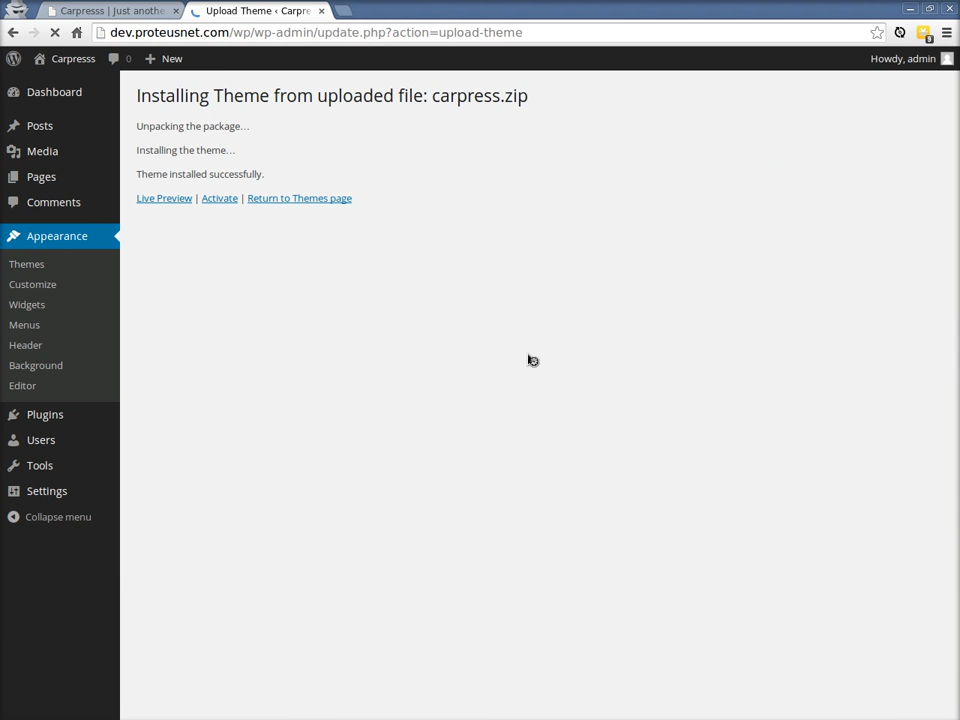 Carpresss | Just anothe
Upload Theme ‹ Carpre
dev.proteusnet.com/wp/wp-admin/update.php?action=upload-theme
9
Carpresss 0 New Howdy, admin
Dashboard
Posts
Media
Pages
Comments
Appearance
Themes
Customize
Widgets
Menus
Header
Background
Editor
Plugins
Users
Tools
Settings
Collapse menu
Installing Theme from uploaded file: carpress.zip
Unpacking the package…
Installing the theme…
Theme installed successfully.
Live Preview | Activate | Return to Themes page